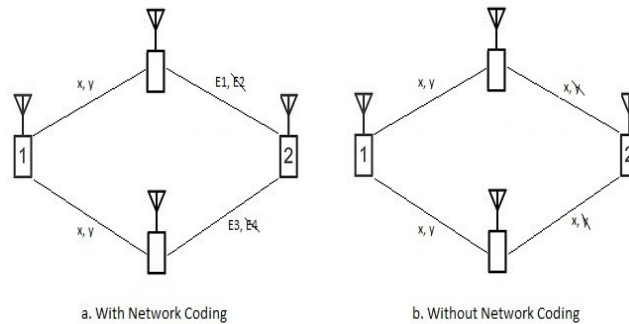 x, y
E1, E2
1
2
x, y
E3, E4
a. With Network Coding
x, y
x, y
1
2
x, y
x,
b. Without Network Coding